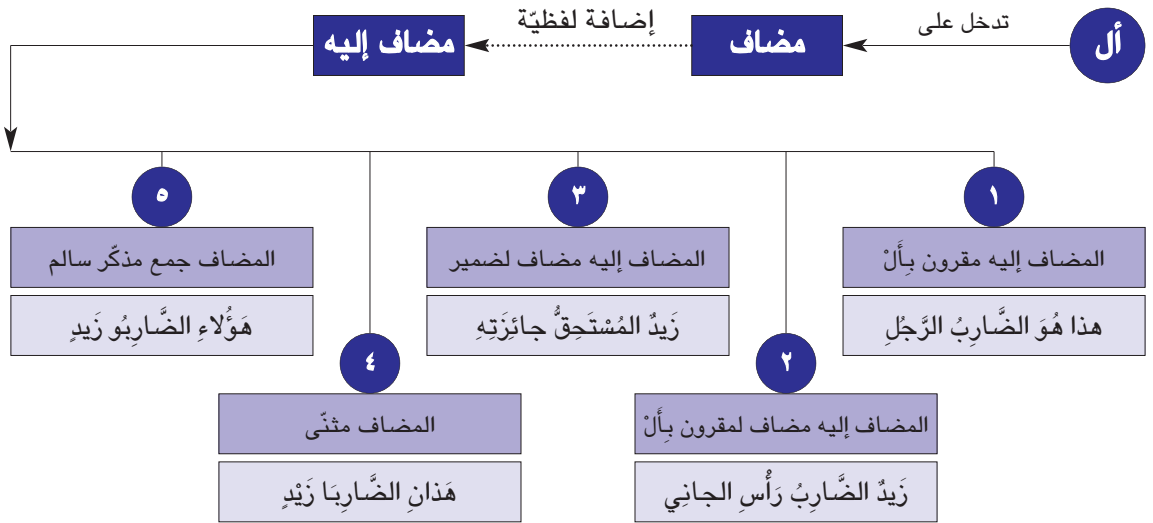 أل
تدخل على
مضاف
إضافة لفظيّة
مضاف إليه
١
المضاف إليه مقرون بِأَلْ
هذا هُوَ الضَّارِبُ الرَّجُلِ
٢
المضاف إليه مضاف لمقرون بِأَلْ
زَيدٌ الضَّارِبُ رَأْسِ الجانِي
٣
المضاف إليه مضاف لضمير
زَيدٌ المُسْتَحِقُّ جائِزَتِهِ
٤
المضاف مثنّى
هَذانِ الضَّارِبَا زَيْدٍ
٥
المضاف جمع مذكّر سالم
هَؤُلاءِ الضَّارِبُو زَيدٍ